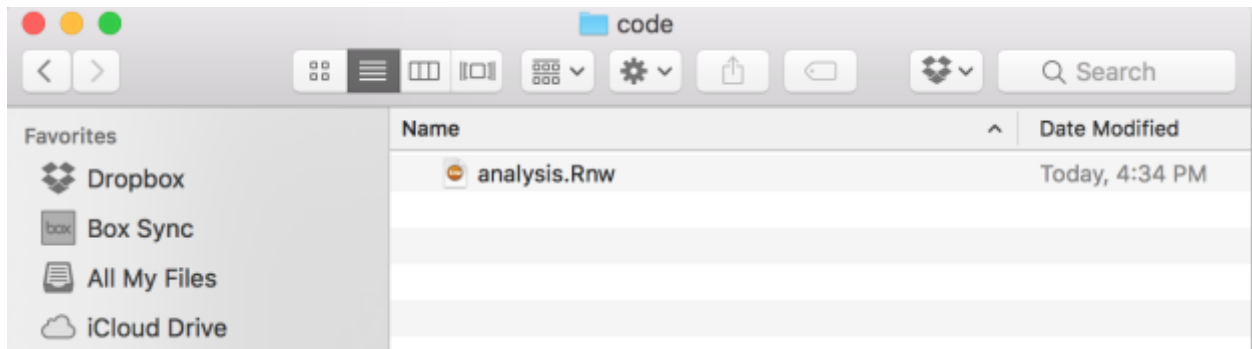 code
Search
Favorites
Name
Date Modified
Dropbox
analysis.Rnw
Today, 4:34 PM
box
Box Sync
All My Files
iCloud Drive